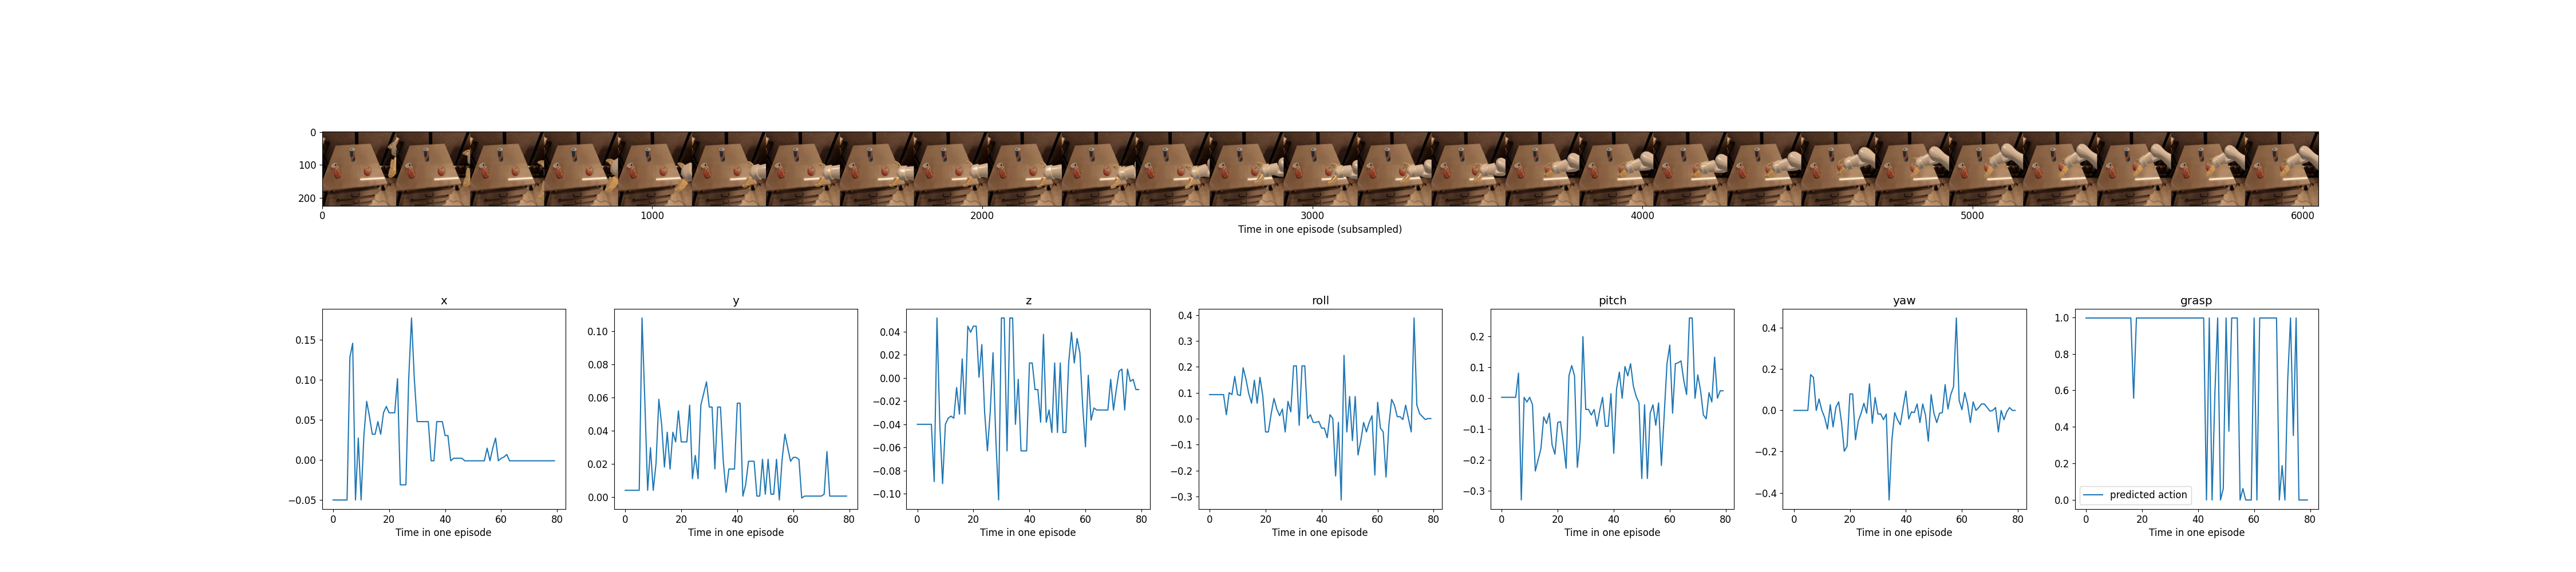 0
100
200
0 1000 2000 3000 4000 5000 6000
Time in one episode (subsampled)
x y z roll pitch yaw grasp
0.15
0.10
0.05
0.00
−0.05
0 20 40 60 80
Time in one episode
0.10
0.08
0.06
0.04
0.02
0.00
0 20 40 60 80
Time in one episode
0.04
0.02
0.00
−0.02
−0.04
−0.06
−0.08
−0.10
0 20 40 60 80
Time in one episode
0.4
0.3
0.2
0.1
0.0
−0.1
−0.2
−0.3
0 20 40 60 80
Time in one episode
0.2
0.1
0.0
−0.1
−0.2
−0.3
0 20 40 60 80
Time in one episode
0.4
0.2
0.0
−0.2
−0.4
0 20 40 60 80
Time in one episode
1.0
0.8
0.6
0.4
0.2
0.0
predicted action
0 20 40 60 80
Time in one episode